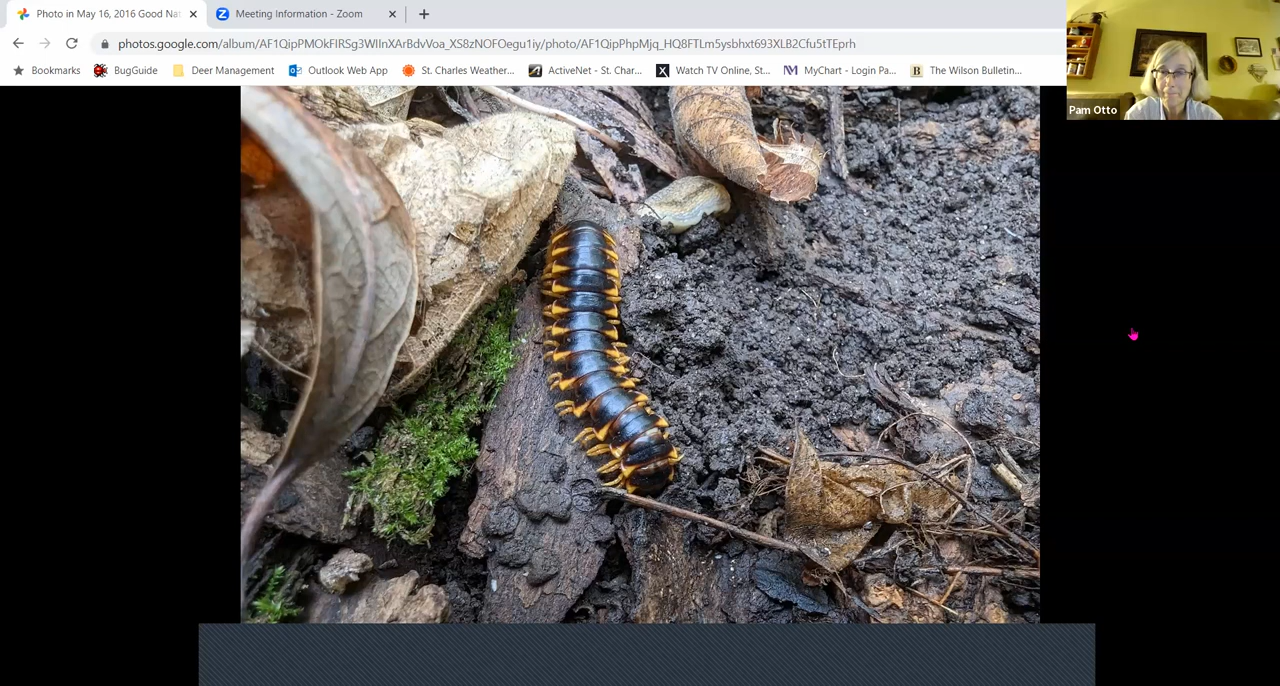 Photo in May 16, 2016 Good Nat
Meeting Information - Zoom
photos.google.com/album/AF1QipPMOkFIRSg3WIInXArBdvVoa_XS8zNOFOegu1iy/photo/AF1QipPhpMjq_HQ8FTLm5ysbhxt693XLB2Cfu5tTEprh
Bookmarks
BugGuide
Deer Management
Outlook Web App
St. Charles Weather...
ActiveNet - St. Char...
Watch TV Online, St...
MyChart - Login Pa...
The Wilson Bulletin...
Pam Otto